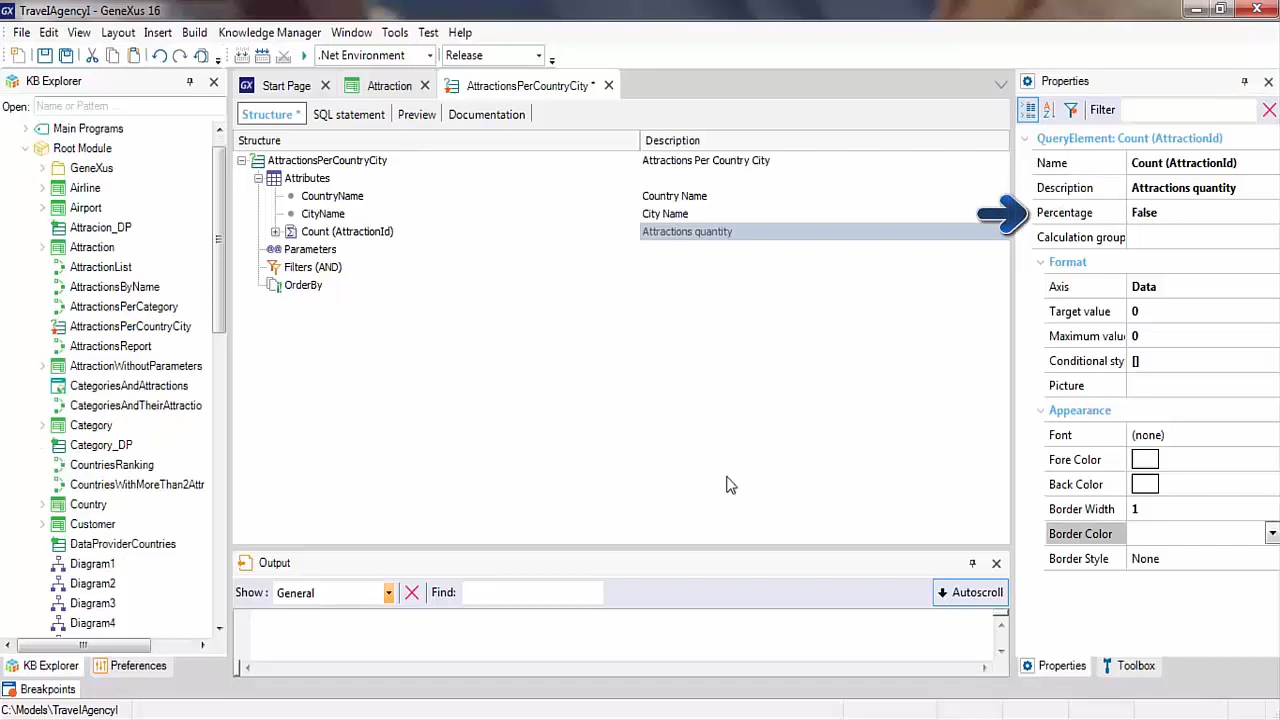 TravelAgencyI - GeneXus 16
File Edit View Layout Insert Build Knowledge Manager Window Tools Test Help
.Net Environment Release
KB Explorer
Open: Name or Pattern ...
Main Programs
Root Module
GeneXus
Airline
Airport
Attracion_DP
Attraction
AttractionList
AttractionsByName
AttractionsPerCategory
AttractionsPerCountryCity
AttractionsReport
AttractionWithoutParameters
CategoriesAndAttractions
CategoriesAndTheirAttractio
Category
Category_DP
CountriesRanking
CountriesWithMoreThan2Attr
Country
Customer
DataProviderCountries
Diagram1
Diagram2
Diagram3
Diagram4
KB Explorer Preferences
Breakpoints
C:\Models\TravelAgencyI
Start Page Attraction AttractionsPerCountryCity *
Structure * SQL statement Preview Documentation
Structure Description
AttractionsPerCountryCity Attractions Per Country City
Attributes
CountryName Country Name
CityName City Name
Count (AttractionId) Attractions quantity
Parameters
Filters (AND)
OrderBy
Output
Show : General Find: Autoscroll
Properties
Filter
QueryElement: Count (AttractionId)
Name Count (AttractionId)
Description Attractions quantity
Percentage False
Calculation group
Format
Axis Data
Target value 0
Maximum valu 0
Conditional sty []
Picture
Appearance
Font (none)
Fore Color
Back Color
Border Width 1
Border Color
Border Style None
Properties Toolbox